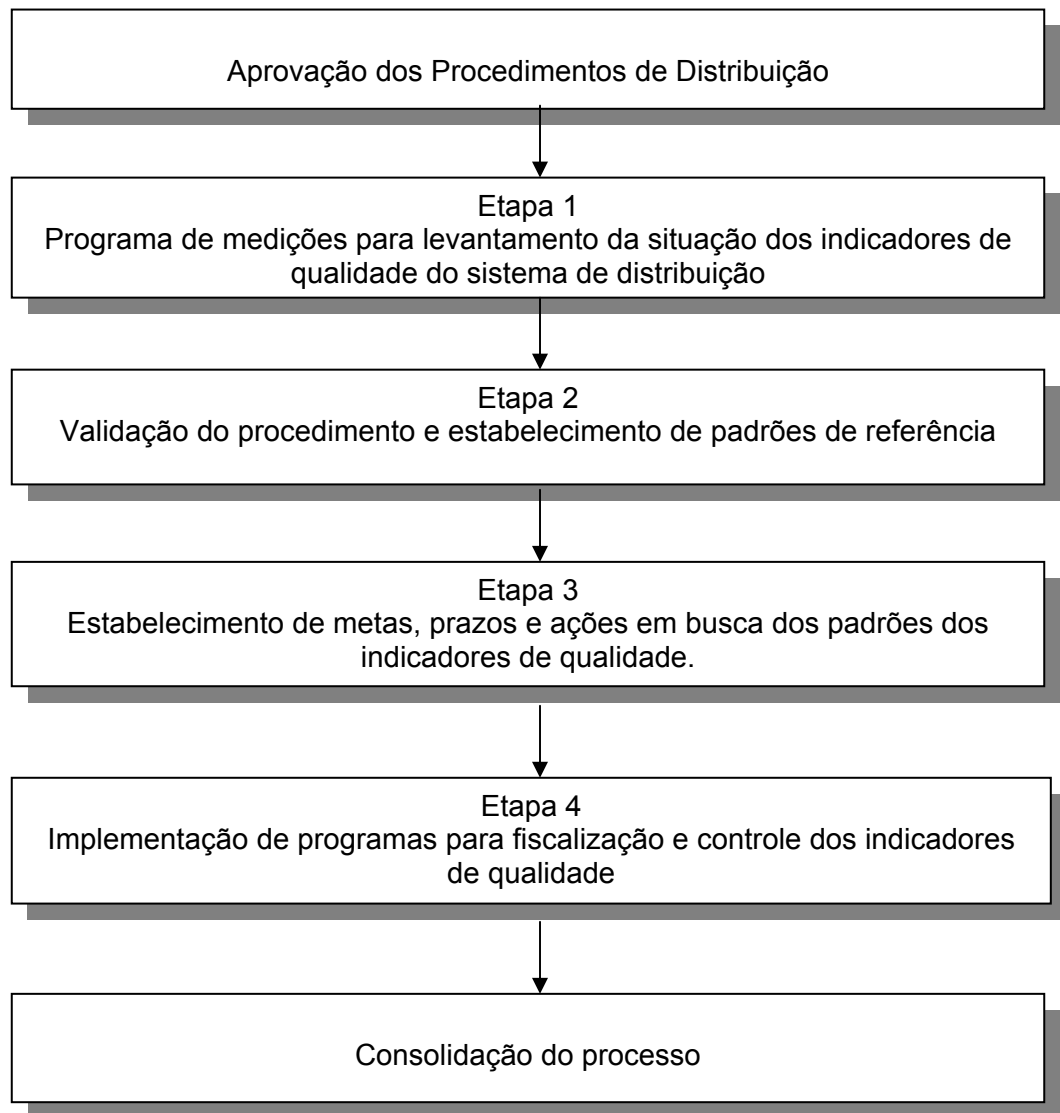 Aprovação dos Procedimentos de Distribuição
Etapa 1
Programa de medições para levantamento da situação dos indicadores de
qualidade do sistema de distribuição
Etapa 2
Validação do procedimento e estabelecimento de padrões de referência
Etapa 3
Estabelecimento de metas, prazos e ações em busca dos padrões dos
indicadores de qualidade.
Etapa 4
Implementação de programas para fiscalização e controle dos indicadores
de qualidade
Consolidação do processo